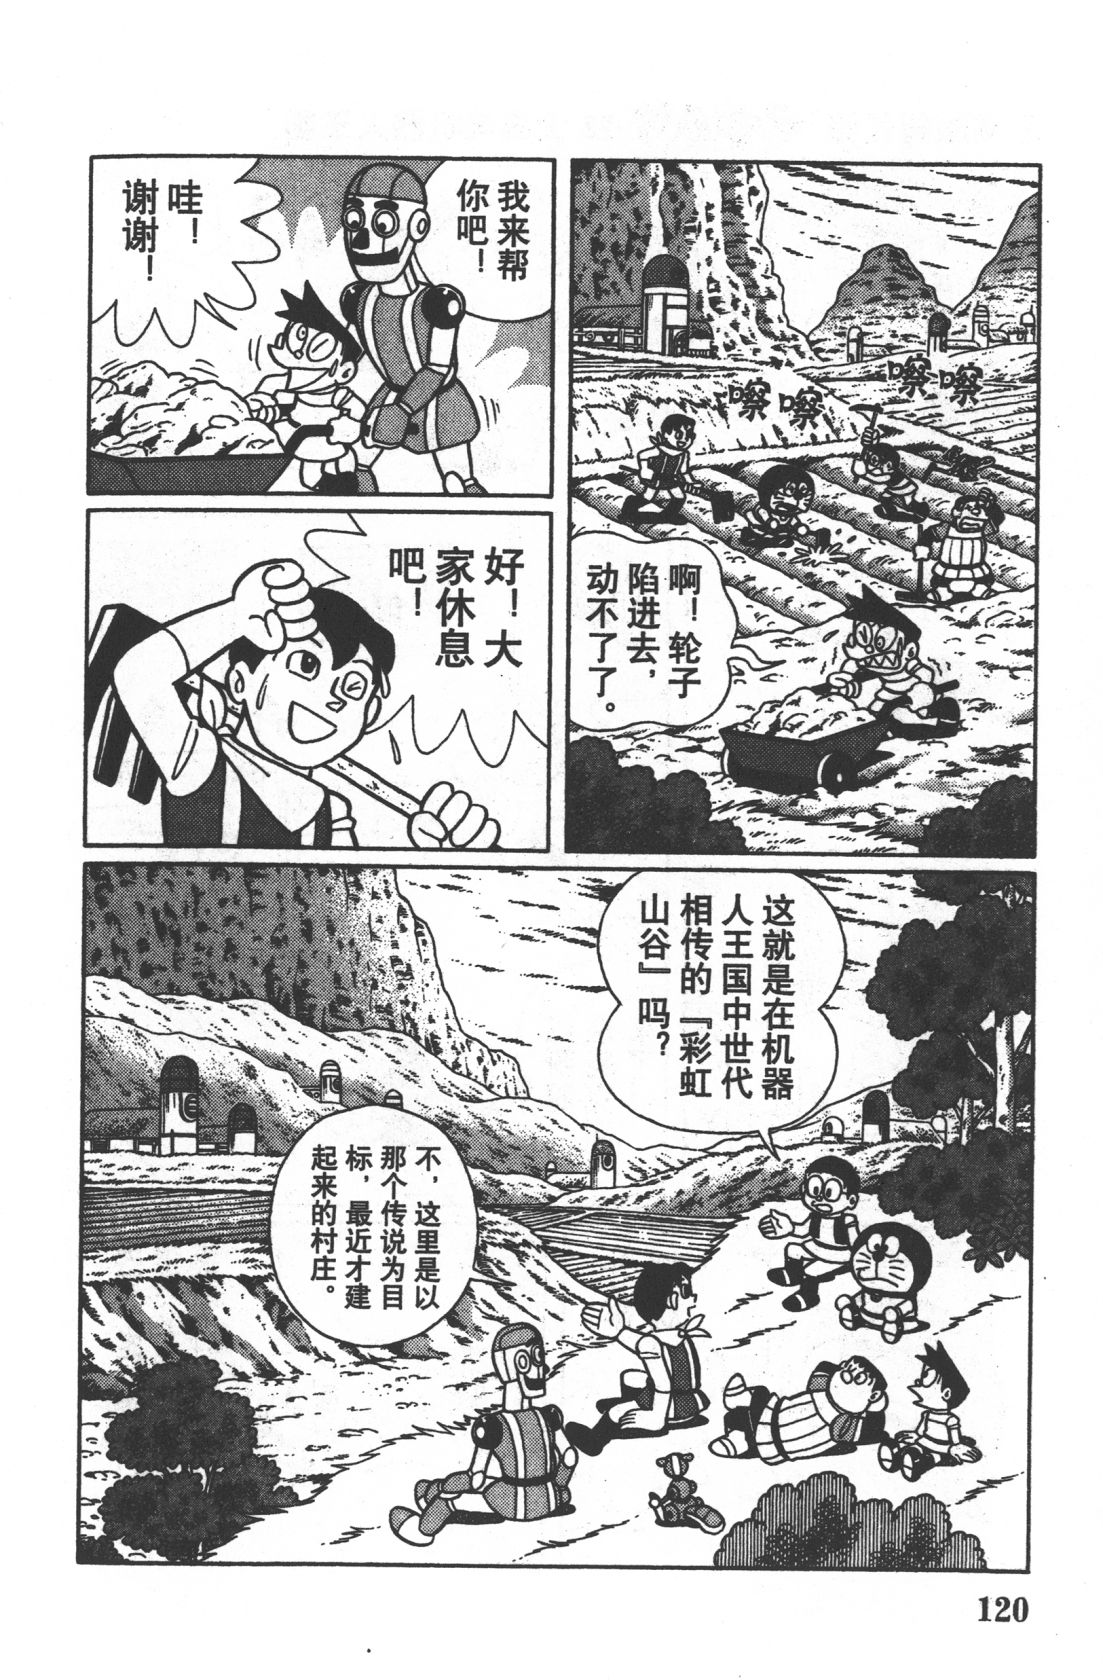 嚓嚓
嚓嚓
啊！轮子
陷进去，
动不了了。
我来帮
你吧！
哇！
谢谢！
好！大
家休息
吧！
这就是在机器
人王国中世代
相传的『彩虹
山谷』吗？
不，这里是以
那个传说为目
标，最近才建
起来的村庄。
120